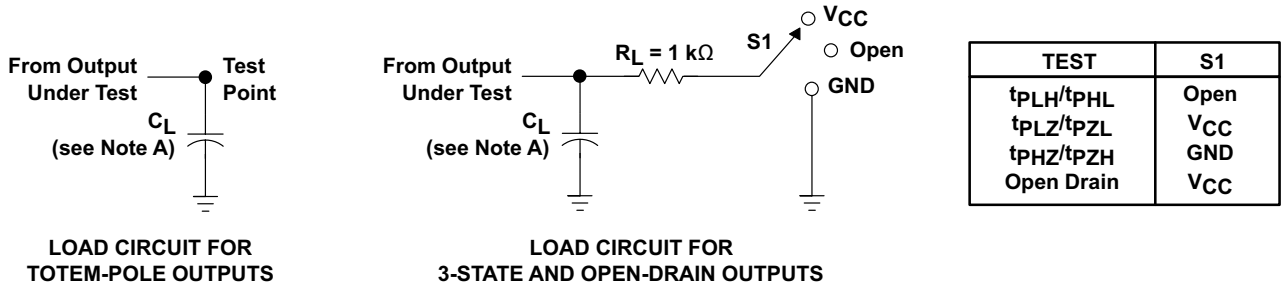 From Output
Under Test
Test
Point
CL
(see Note A)
LOAD CIRCUIT FOR
TOTEM-POLE OUTPUTS
From Output
Under Test
RL = 1 kΩ
S1
VCC
Open
GND
CL
(see Note A)
LOAD CIRCUIT FOR
3-STATE AND OPEN-DRAIN OUTPUTS
TEST S1
tPLH/tPHL Open
tPLZ/tPZL VCC
tPHZ/tPZH GND
Open Drain VCC